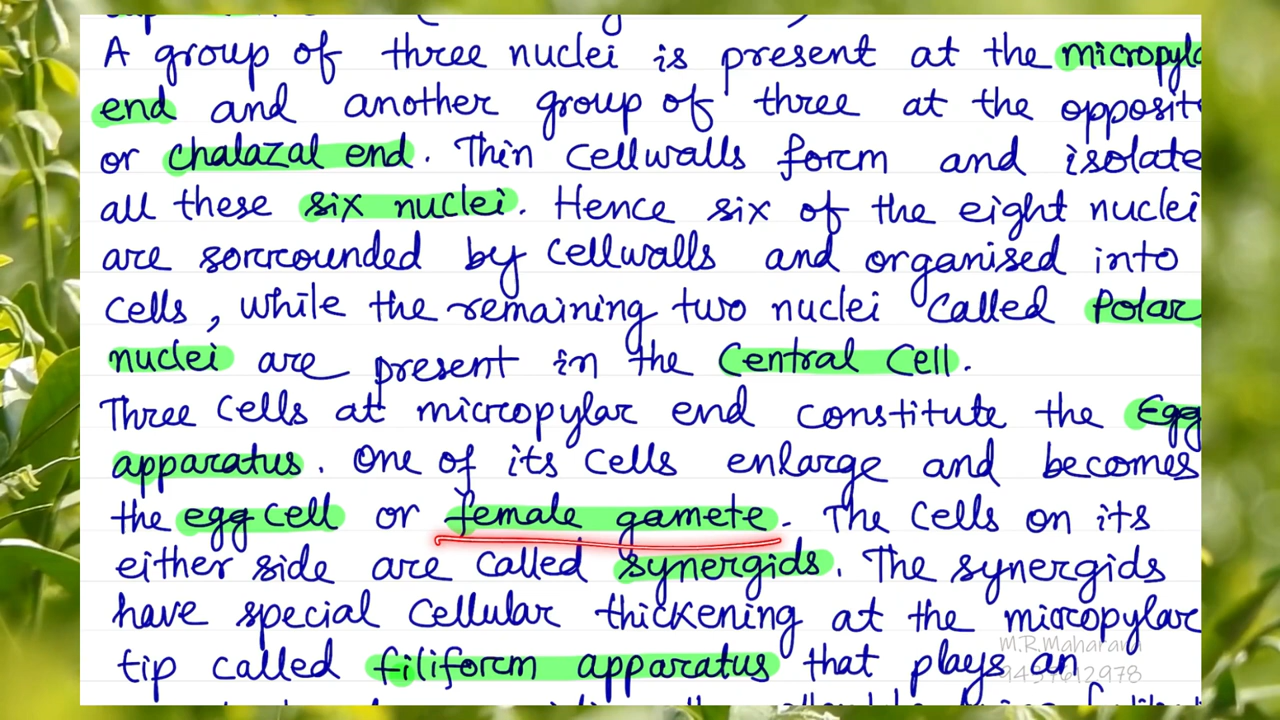 A group of three nuclei is present at the micropyla
end and another group of three at the opposit
or chalazal end. Thin cellwalls form and isolate
all these six nuclei. Hence six of the eight nuclei
are sorrounded by cellwalls and organised into
cells, while the remaining two nuclei called Polar
nuclei are present in the Central Cell.
Three cells at micropylar end constitute the Egg
apparatus. One of its cells enlarge and becomes
the egg cell or female gamete. The cells on its
either side are called synergids. The synergids
have special cellular thickening at the micropylar
M.R.Maharana
tip called filiform apparatus that plays an
9437612978